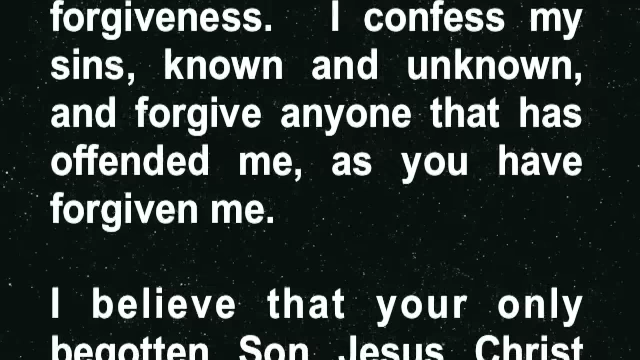 forgiveness. I confess my
sins, known and unknown,
and forgive anyone that has
offended me, as you have
forgiven me.
I believe that your only
begotten Son Jesus Christ